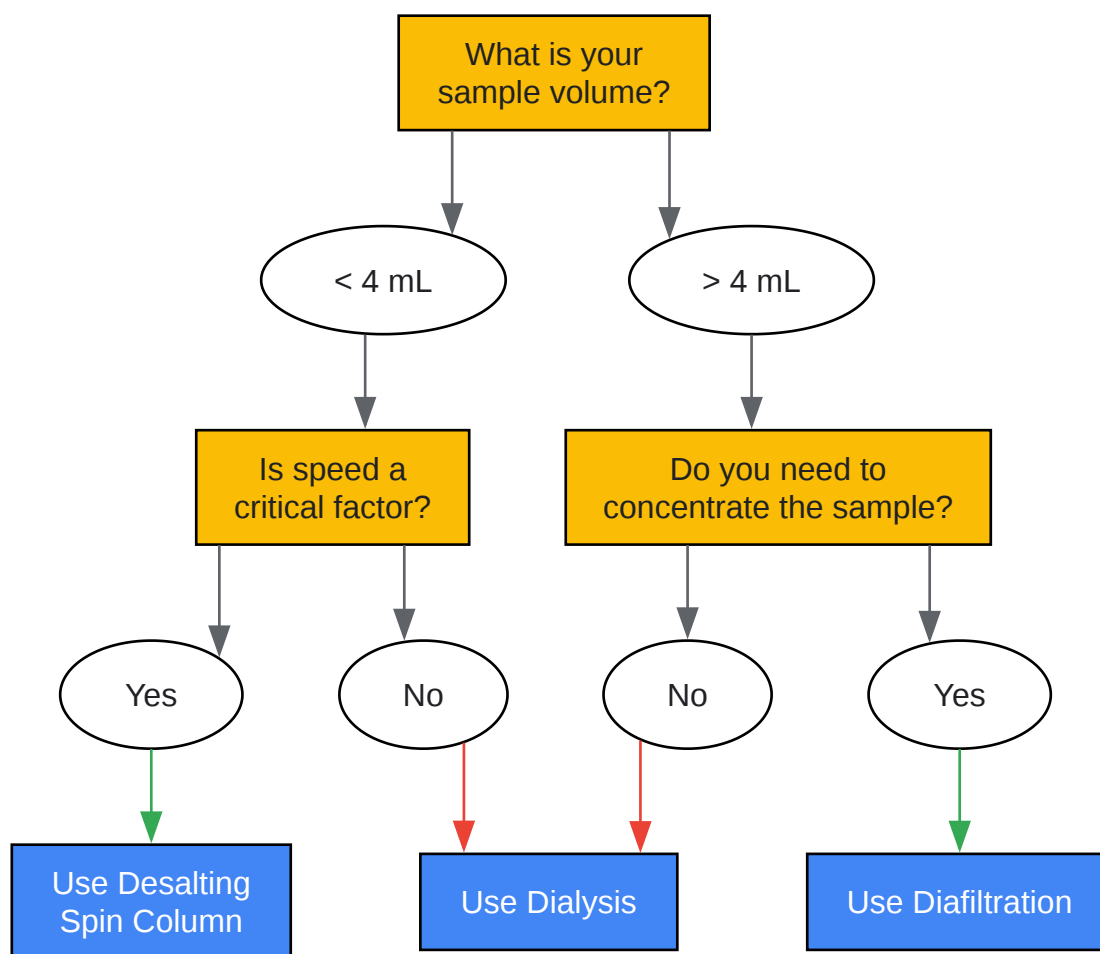 What is your
sample volume?
< 4 mL
> 4 mL
Is speed a
critical factor?
Do you need to
concentrate the sample?
Yes
No
No
Yes
Use Desalting
Spin Column
Use Dialysis
Use Diafiltration